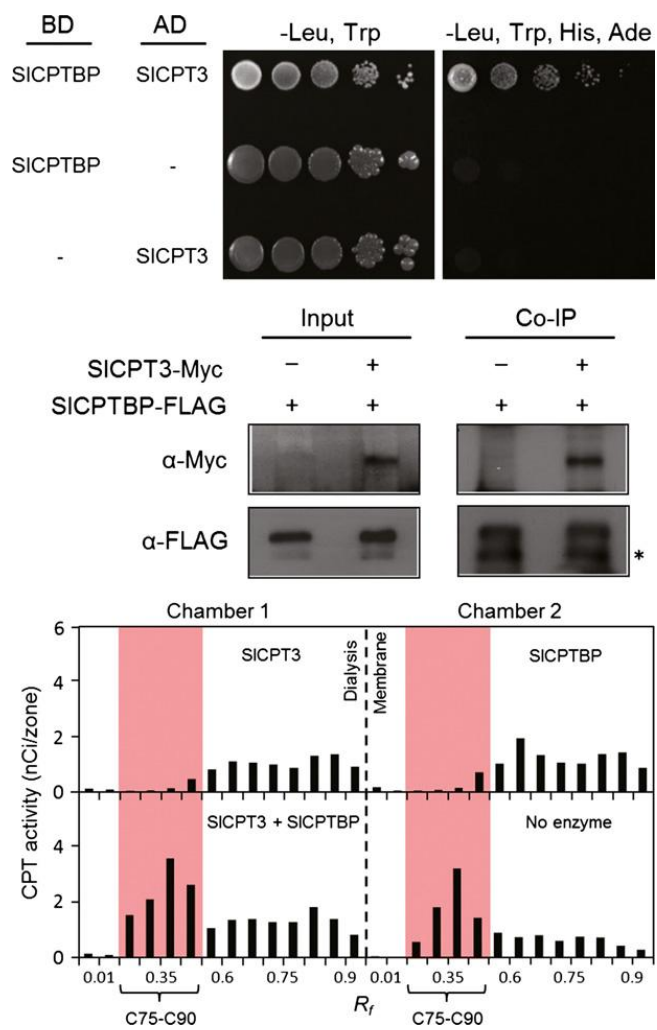 BD AD -Leu, Trp -Leu, Trp, His, Ade
SlCPTBP SlCPT3
SlCPTBP -
- SlCPT3
Input Co-IP
SlCPT3-Myc – + – +
SlCPTBP-FLAG + + + +
α-Myc
α-FLAG *
Chamber 1 Chamber 2
6
4
2
0
SlCPT3
Dialysis
Membrane
SlCPTBP
4
2
0
SlCPT3 + SlCPTBP
No enzyme
CPT activity (nCi/zone)
0.01 0.35 0.6 0.75 0.9 0.01 0.35 0.6 0.75 0.9
Rf
C75-C90 C75-C90